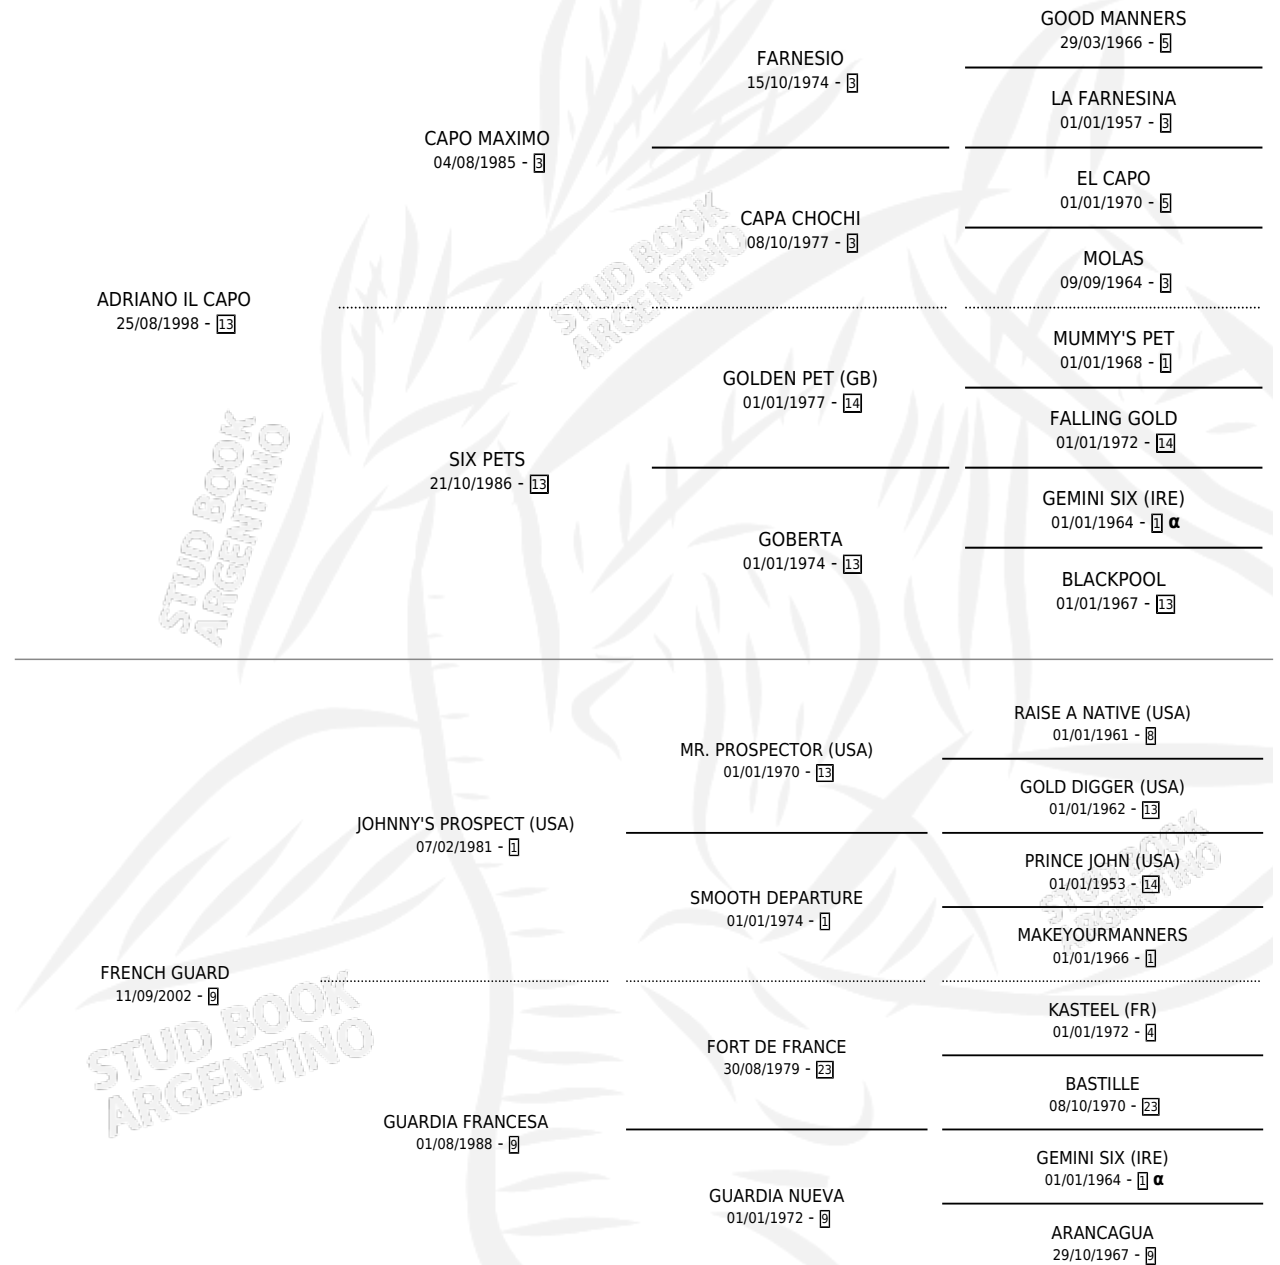 GOOD MANNERS
29/03/1966 - 5
FARNESIO
15/10/1974 - 3
LA FARNESINA
01/01/1957 - 3
CAPO MAXIMO
04/08/1985 - 3
EL CAPO
01/01/1970 - 5
CAPA CHOCHI
08/10/1977 - 3
MOLAS
09/09/1964 - 3
STUD BOOK
ARGENTINO
ADRIANO IL CAPO
25/08/1998 - 13
MUMMY'S PET
01/01/1968 - 1
GOLDEN PET (GB)
01/01/1977 - 14
FALLING GOLD
01/01/1972 - 14
SIX PETS
21/10/1986 - 13
GEMINI SIX (IRE)
01/01/1964 - 1 α
GOBERTA
01/01/1974 - 13
BLACKPOOL
01/01/1967 - 13
STUD BOOK
ARGENTINO
RAISE A NATIVE (USA)
01/01/1961 - 8
MR. PROSPECTOR (USA)
01/01/1970 - 13
GOLD DIGGER (USA)
01/01/1962 - 13
JOHNNY'S PROSPECT (USA)
07/02/1981 - 1
PRINCE JOHN (USA)
01/01/1953 - 14
SMOOTH DEPARTURE
01/01/1974 - 1
MAKEYOURMANNERS
01/01/1966 - 1
STUD BOOK
ARGENTINO
FRENCH GUARD
11/09/2002 - 9
STUD BOOK
ARGENTINO
KASTEEL (FR)
01/01/1972 - 4
FORT DE FRANCE
30/08/1979 - 23
BASTILLE
08/10/1970 - 23
GUARDIA FRANCESA
01/08/1988 - 9
GEMINI SIX (IRE)
01/01/1964 - 1 α
GUARDIA NUEVA
01/01/1972 - 9
ARANCAGUA
29/10/1967 - 9